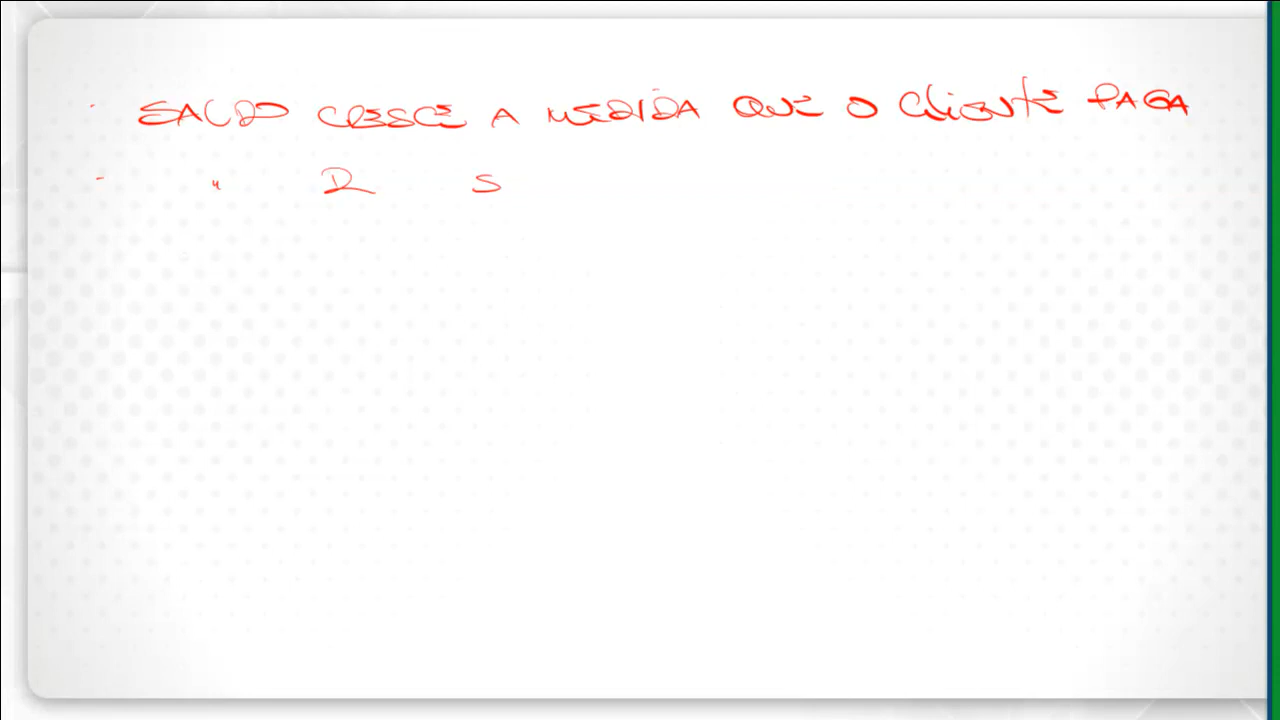 - SALDO CRESCE A MEDIDA QUE O CLIENTE PAGA
- " D S